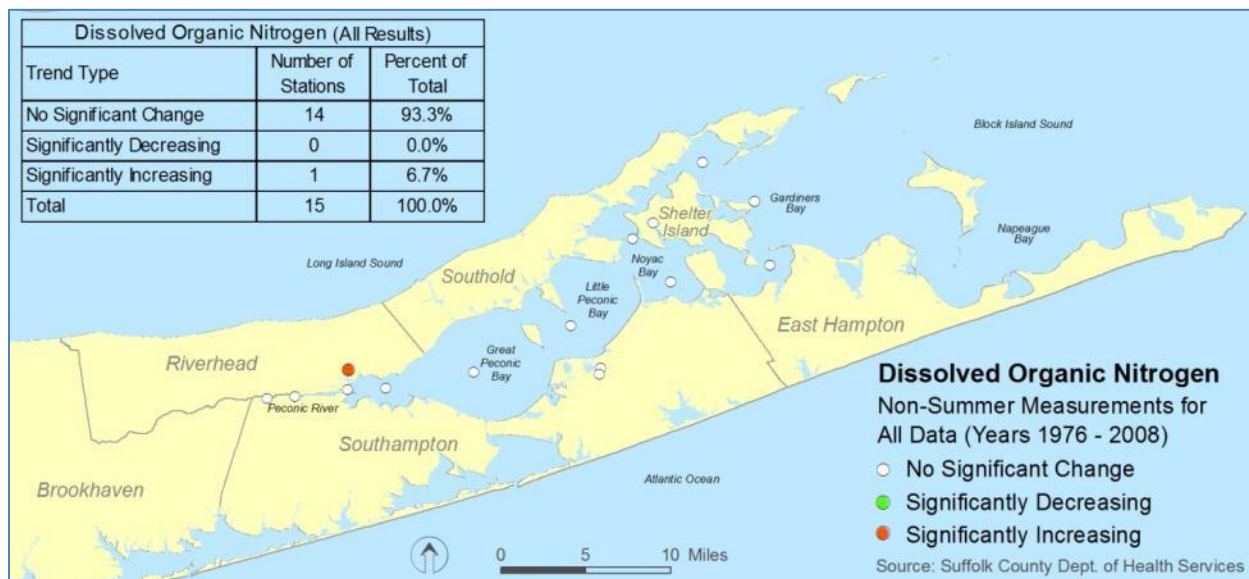 Dissolved Organic Nitrogen (All Results)
Trend Type
Number of
Stations
Percent of
Total
No Significant Change 14 93.3%
Significantly Decreasing 0 0.0%
Significantly Increasing 1 6.7%
Total 15 100.0%
Block Island Sound
Gardiners
Bay
Shelter
Island
Napeague
Bay
Long Island Sound
Noyac
Bay
Southold
Little
Peconic
Bay
East Hampton
Riverhead
Great
Peconic
Bay
Peconic River
Southampton
Brookhaven
Atlantic Ocean
Dissolved Organic Nitrogen
Non-Summer Measurements for
All Data (Years 1976 - 2008)
No Significant Change
Significantly Decreasing
Significantly Increasing
0 5 10 Miles
Source: Suffolk County Dept. of Health Services